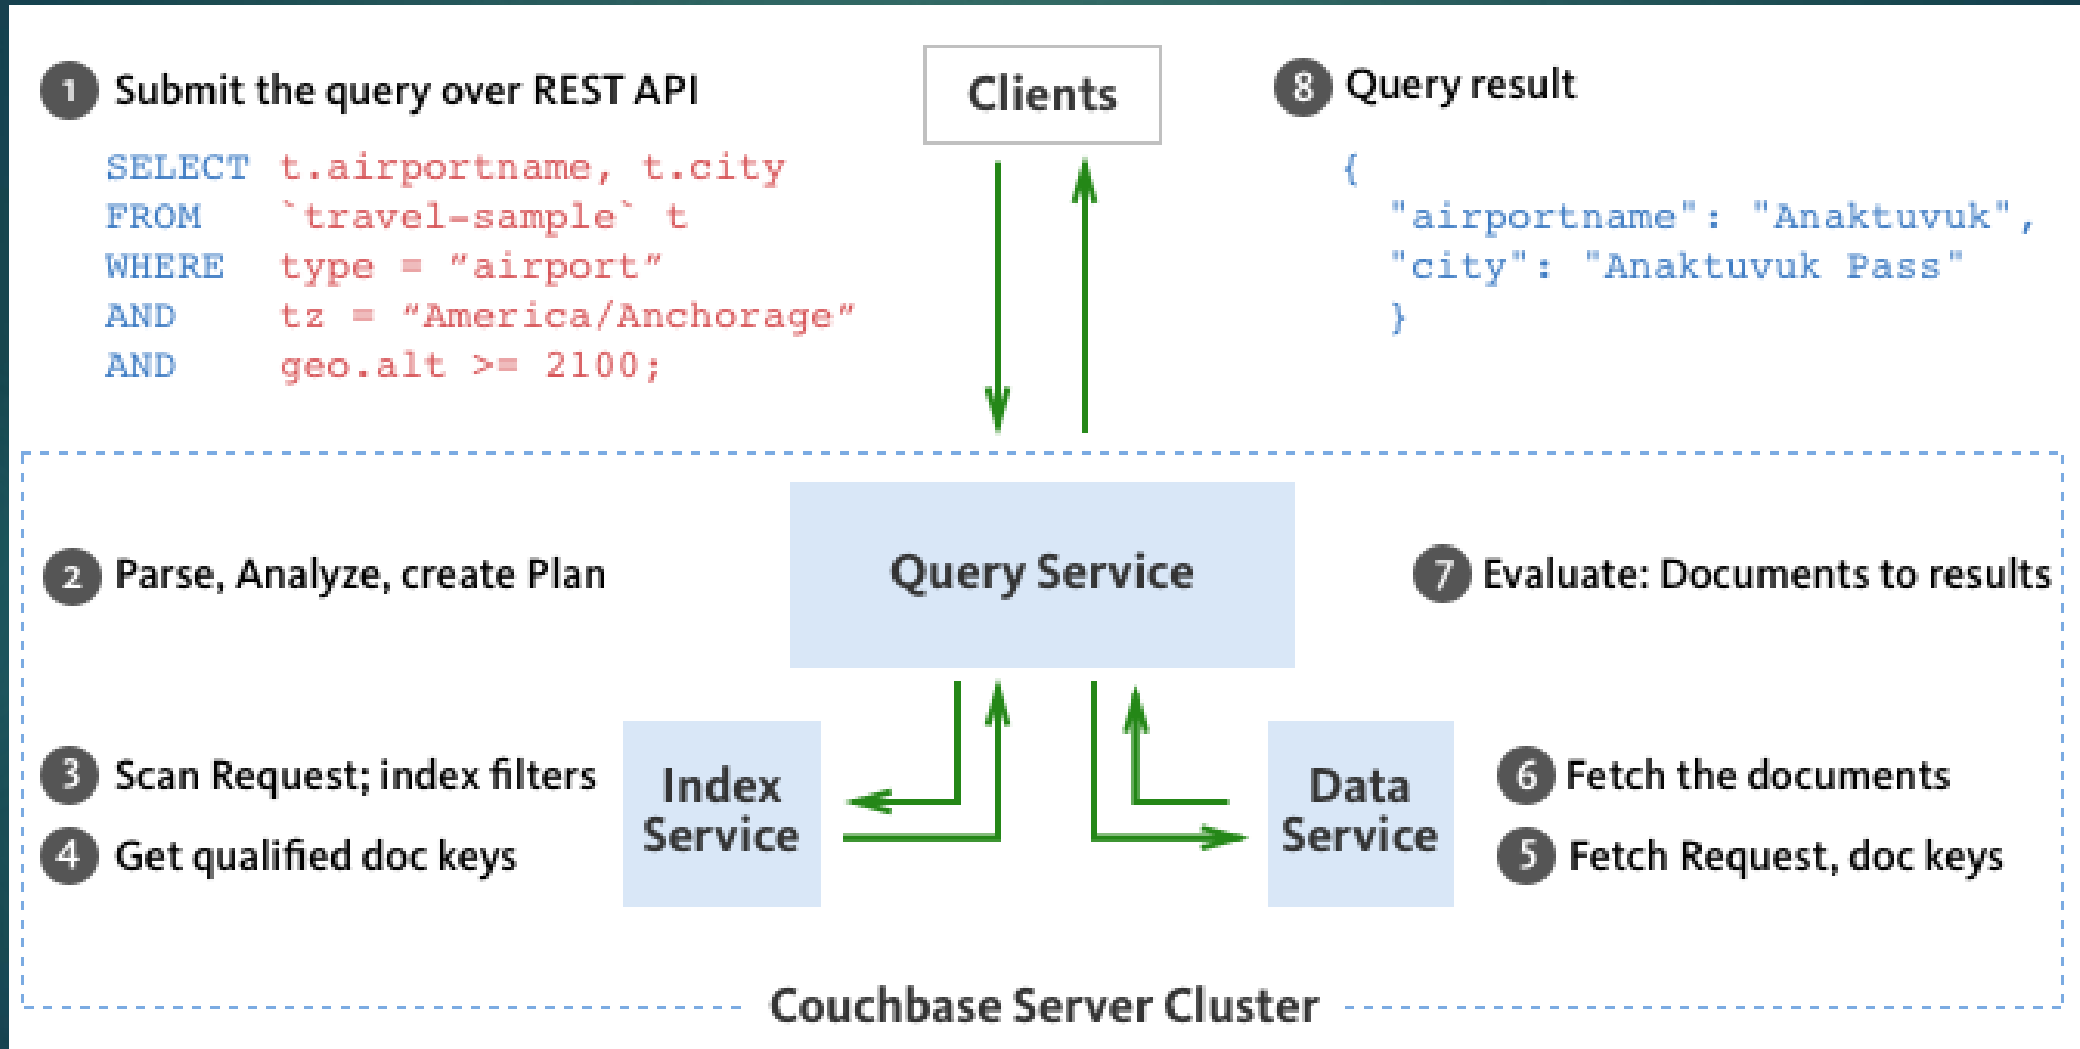 1 Submit the query over REST API
SELECT t.airportname, t.city
FROM `travel-sample` t
WHERE type = ”airport”
AND tz = ”America/Anchorage”
AND geo.alt >= 2100;
Clients
8 Query result
{
"airportname": "Anaktuvuk",
"city": "Anaktuvuk Pass"
}
2 Parse, Analyze, create Plan
Query Service
7 Evaluate: Documents to results
3 Scan Request; index filters
4 Get qualified doc keys
Index
Service
Data
Service
6 Fetch the documents
5 Fetch Request, doc keys
Couchbase Server Cluster